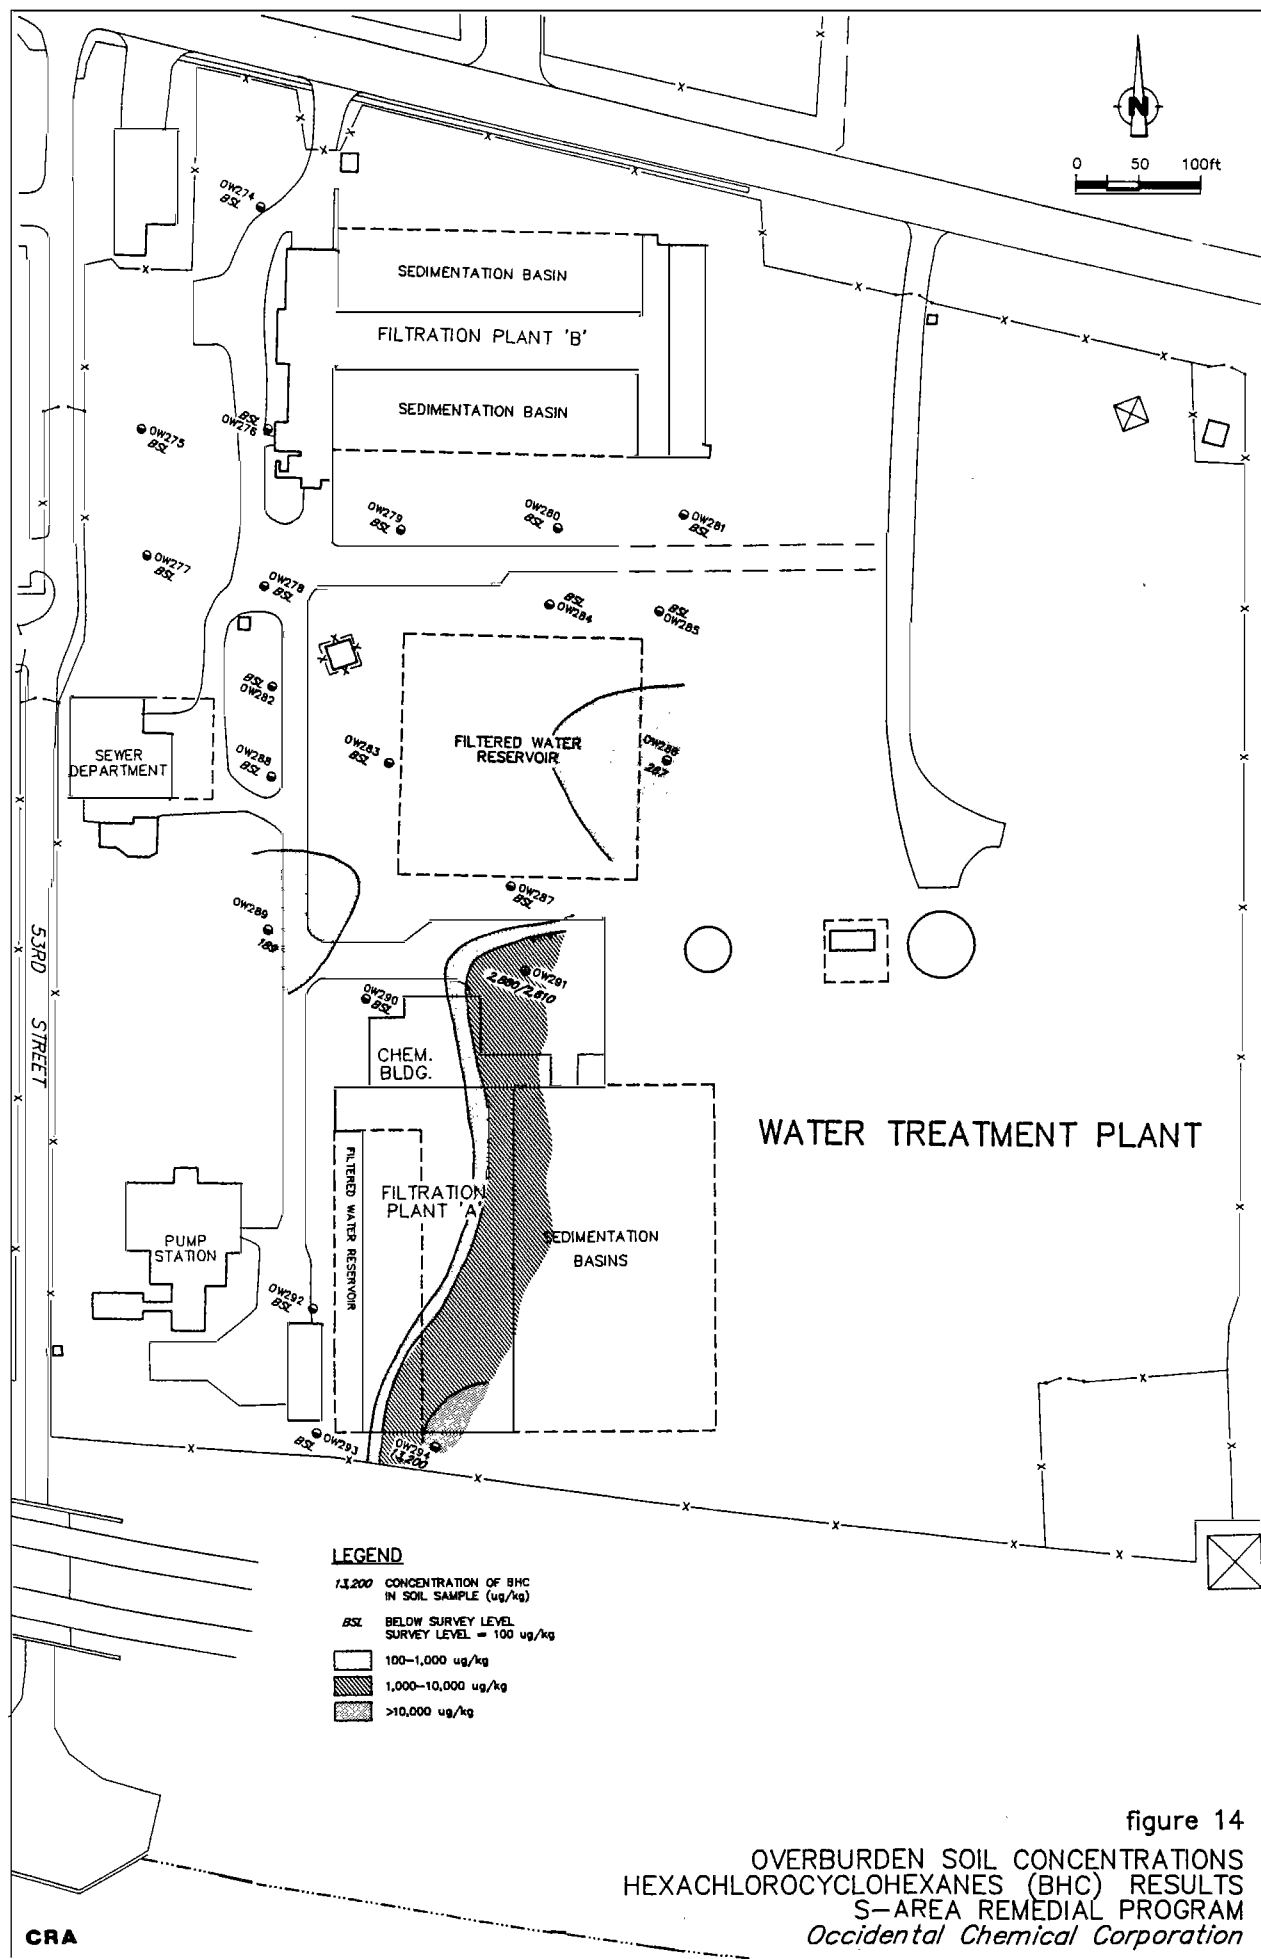 N
0 50 100ft
OW274
BSL
SEDIMENTATION BASIN
FILTRATION PLANT 'B'
SEDIMENTATION BASIN
BSL
OW276
OW275
BSL
OW279
BSL
OW280
BSL
OW281
BSL
OW277
BSL
OW278
BSL
BSL
OW284
BSL
OW285
BSL
OW282
OW283
BSL
FILTERED WATER
RESERVOIR
OW286
287
SEWER
DEPARTMENT
OW288
BSL
OW287
BSL
OW289
189
53RD STREET
OW291
2,880/2,610
OW290
BSL
CHEM.
BLDG.
WATER TREATMENT PLANT
FILTERED WATER RESERVOIR
FILTRATION
PLANT 'A'
SEDIMENTATION
BASINS
PUMP
STATION
OW292
BSL
OW293
BSL
OW294
13,200
LEGEND
13,200 CONCENTRATION OF BHC
IN SOIL SAMPLE (ug/kg)
BSL BELOW SURVEY LEVEL
SURVEY LEVEL = 100 ug/kg
100-1,000 ug/kg
1,000-10,000 ug/kg
>10,000 ug/kg
figure 14
OVERBURDEN SOIL CONCENTRATIONS
HEXACHLOROCYCLOHEXANES (BHC) RESULTS
S-AREA REMEDIAL PROGRAM
Occidental Chemical Corporation
CRA